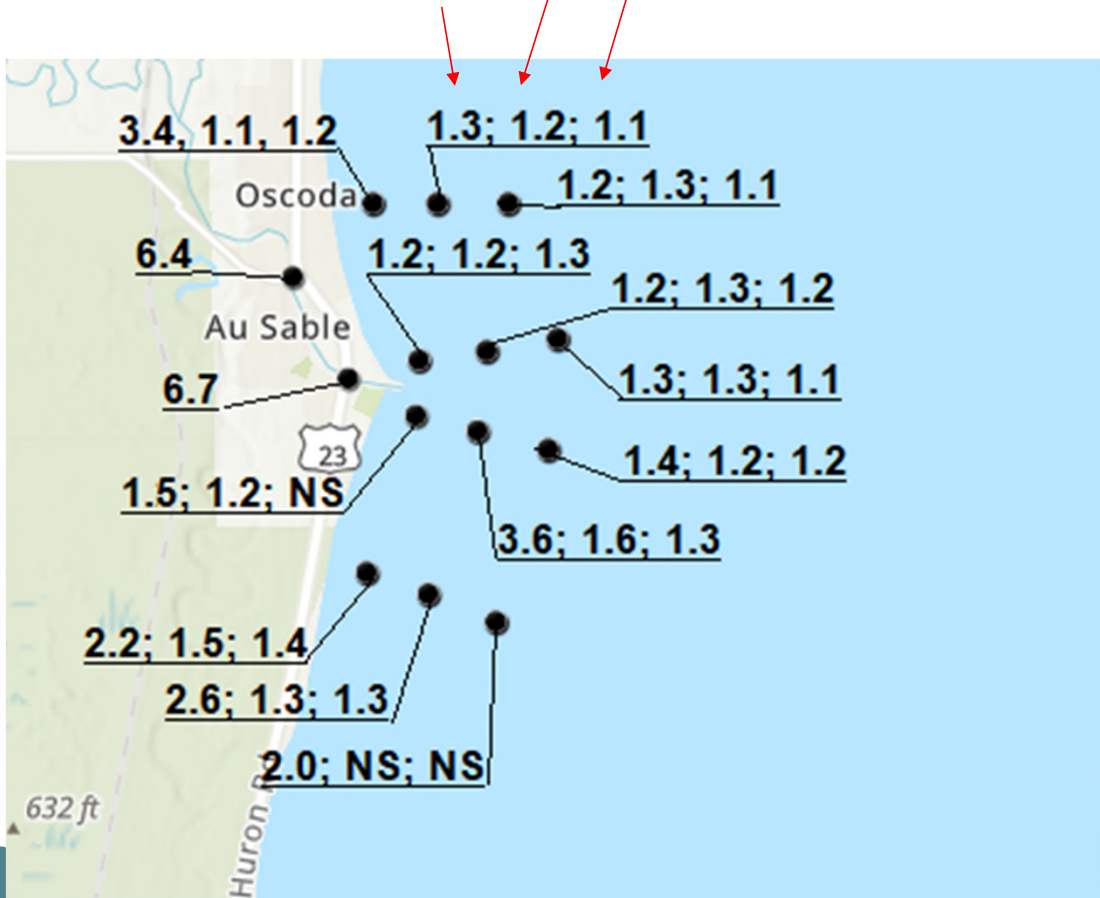 1.3; 1.2; 1.1
3.4, 1.1, 1.2
1.2; 1.3; 1.1
Oscoda
6.4
1.2; 1.2; 1.3
1.2; 1.3; 1.2
Au Sable
6.7
1.3; 1.3; 1.1
23
1.4; 1.2; 1.2
1.5; 1.2; NS
3.6; 1.6; 1.3
2.2; 1.5; 1.4
2.6; 1.3; 1.3
2.0; NS; NS
632 ft
Huron